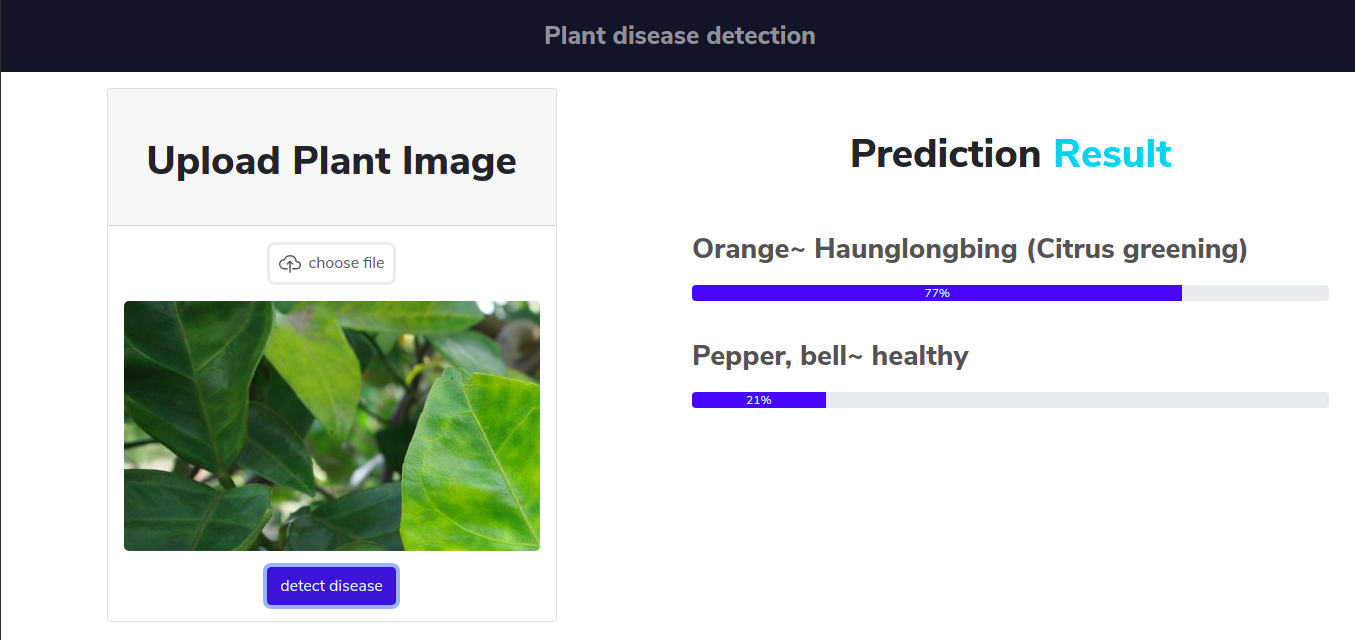 Plant disease detection
Upload Plant Image
choose file
detect disease
Prediction Result
Orange~ Haunglongbing (Citrus greening)
77%
Pepper, bell~ healthy
21%